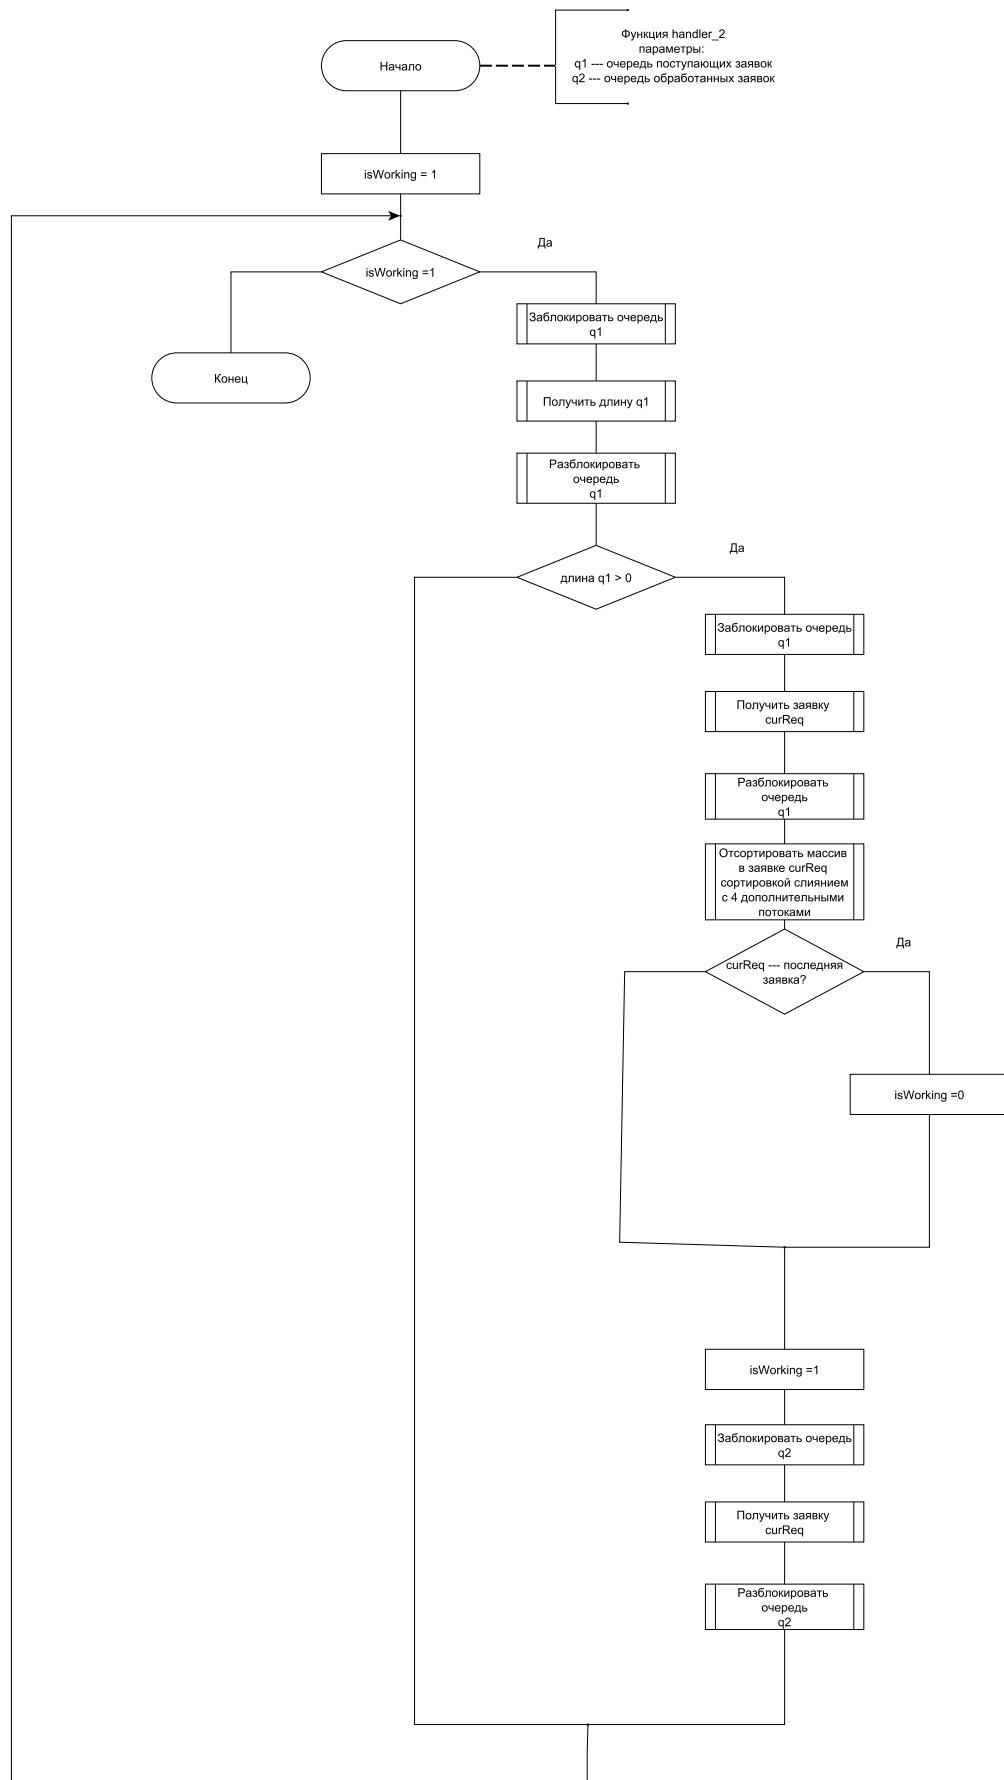 Функция handler_2
параметры:
q1 --- очередь поступающих заявок
q2 --- очередь обработанных заявок
Начало
isWorking = 1
Да
isWorking =1
Заблокировать очередь
q1
Конец
Получить длину q1
Разблокировать
очередь
q1
Да
длина q1 > 0
Заблокировать очередь
q1
Получить заявку
curReq
Разблокировать
очередь
q1
Отсортировать массив
в заявке curReq
сортировкой слиянием
с 4 дополнительными
потоками
Да
curReq --- последняя
заявка?
isWorking =0
isWorking =1
Заблокировать очередь
q2
Получить заявку
curReq
Разблокировать
очередь
q2